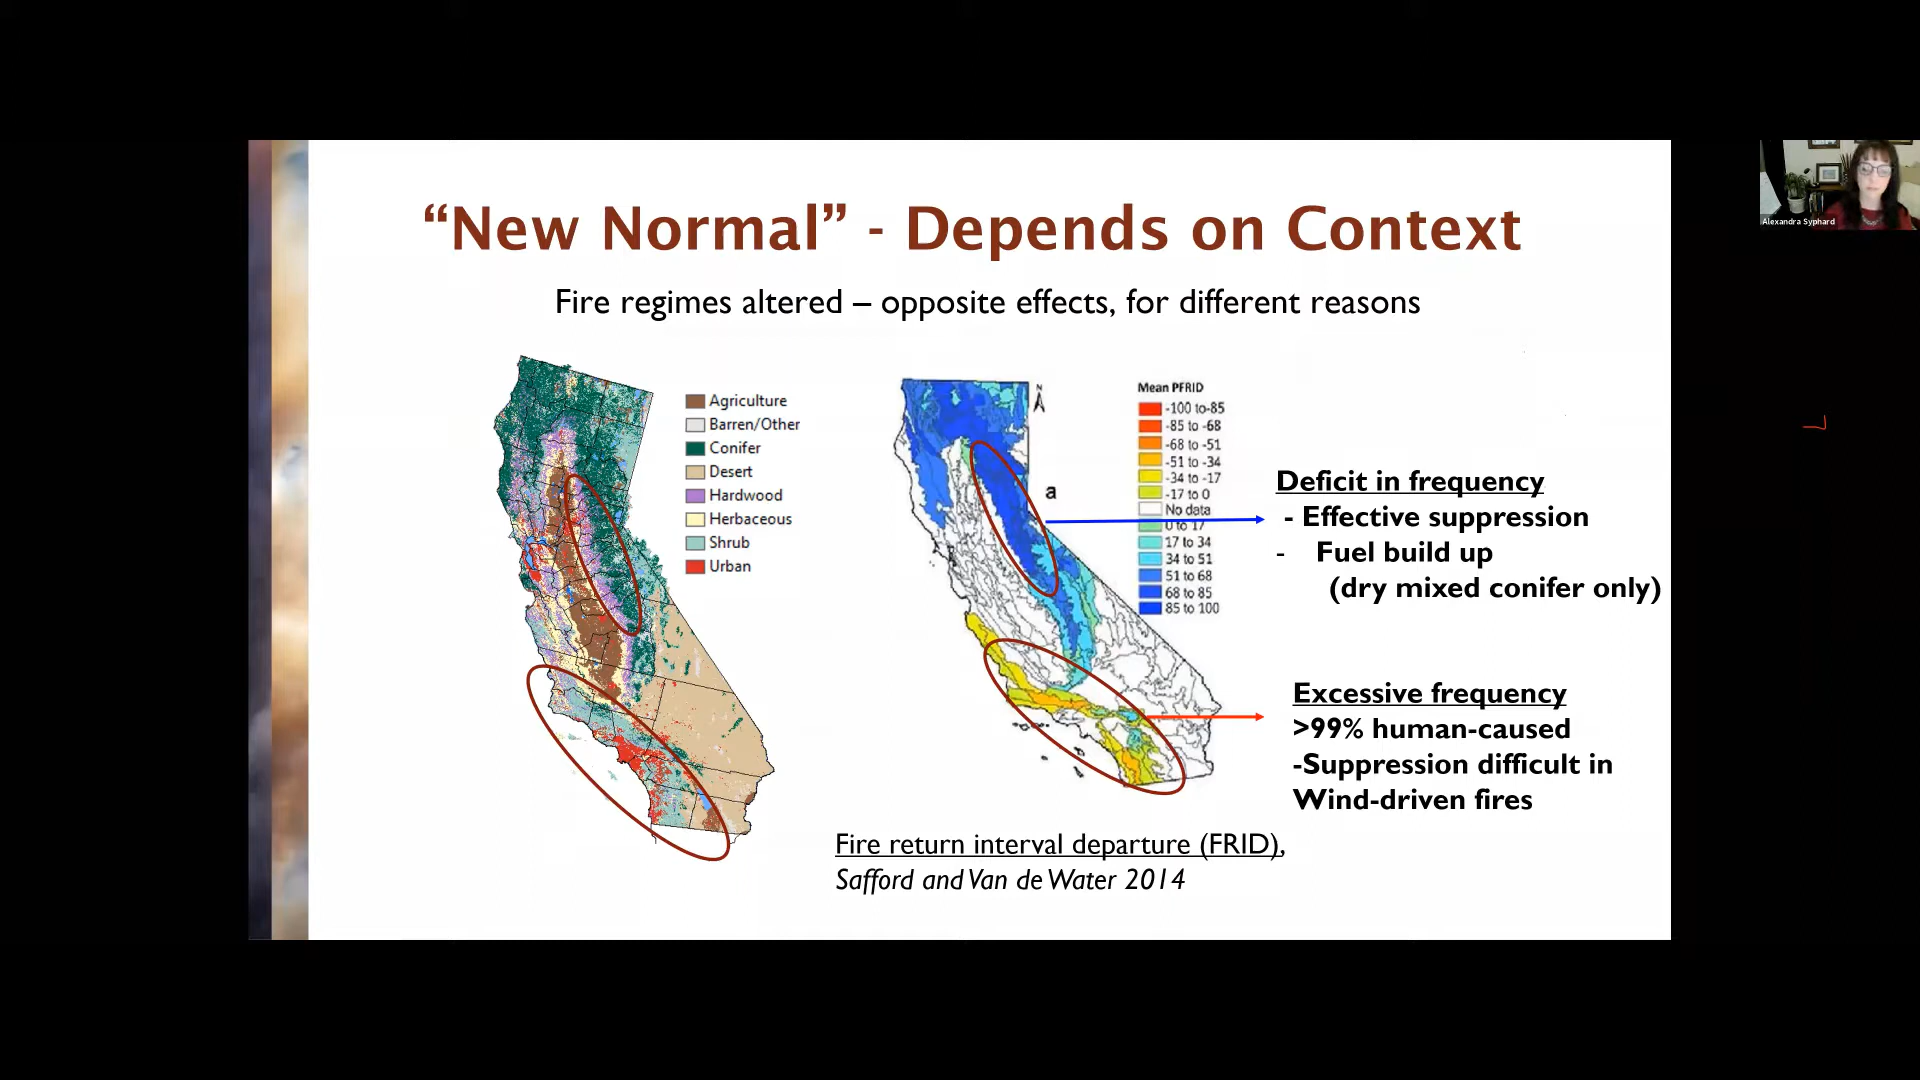 “New Normal” - Depends on Context
Fire regimes altered – opposite effects, for different reasons
Agriculture
Barren/Other
Conifer
Desert
Hardwood
Herbaceous
Shrub
Urban
N
a
Mean PFRID
-100 to-85
-85 to -68
-68 to -51
-51 to -34
-34 to -17
-17 to 0
No data
0 to 17
17 to 34
34 to 51
51 to 68
68 to 85
85 to 100
Deficit in frequency
- Effective suppression
- Fuel build up
(dry mixed conifer only)
Excessive frequency
>99% human-caused
-Suppression difficult in
Wind-driven fires
Fire return interval departure (FRID),
Safford and Van de Water 2014
Alexandra Syphard